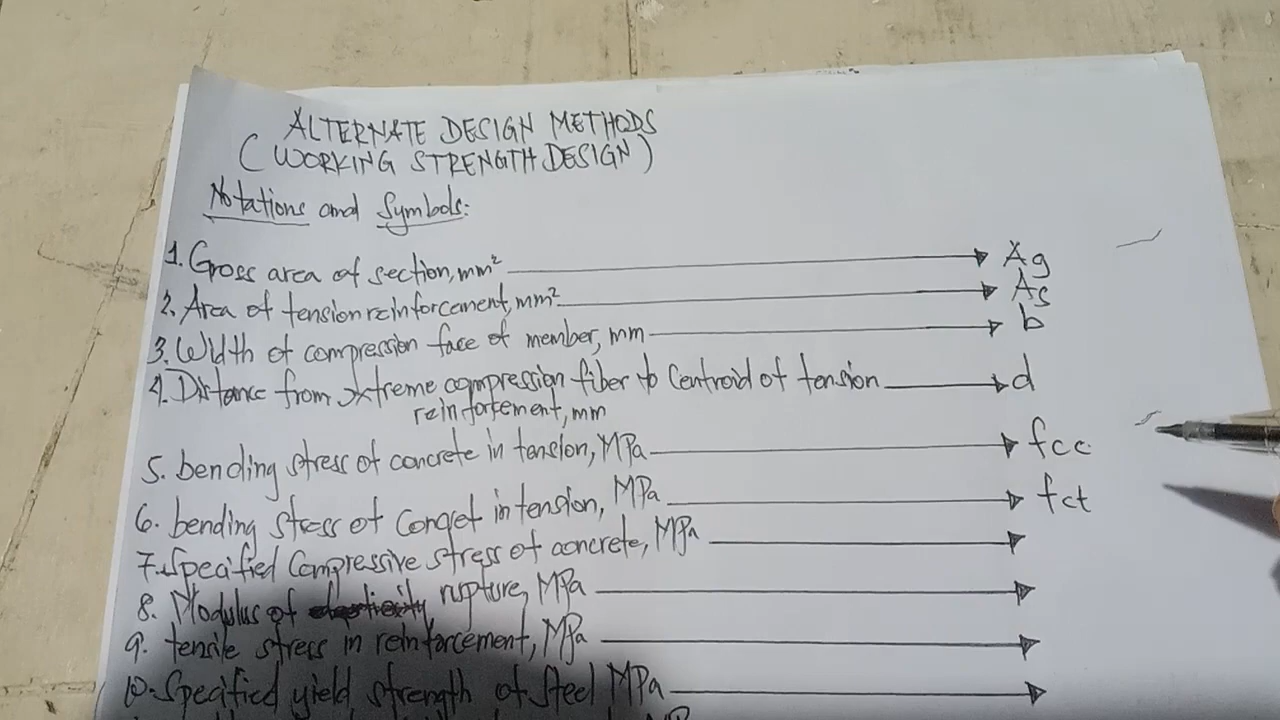 ALTERNATE DESIGN METHODS
(WORKING STRENGTH DESIGN)
Notations and Symbols:
1. Gross area of section, mm² Ag
2. Area of tension reinforcement, mm² As
3. Width of compression face of member, mm b
4. Distance from extreme compression fiber to Centroid of tension d
reinforcement, mm
5. bending stress of concrete in tension, MPa fcc
6. bending stress of in tension, MPa fct
7. Specified Compressive stress of concrete, MPa
8. Modulus of rupture, MPa
9. tensile stress in reinforcement, MPa
10. Specified yield strength of steel MPa